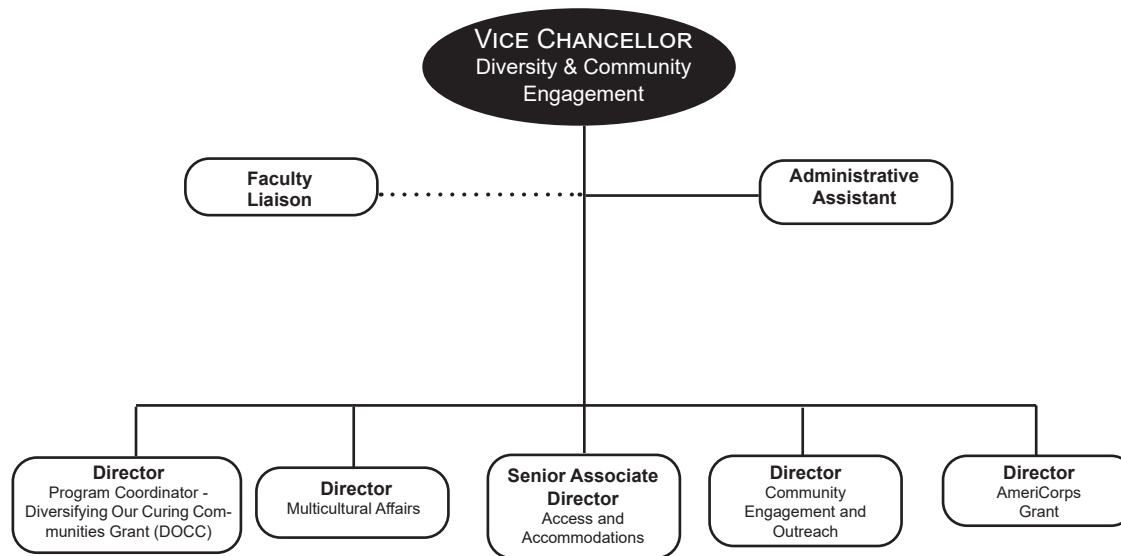 VICE CHANCELLOR
Diversity & Community
Engagement
Faculty
Liaison
Administrative
Assistant
Director
Program Coordinator -
Diversifying Our Curing Com-
munities Grant (DOCC)
Director
Multicultural Affairs
Senior Associate
Director
Access and
Accommodations
Director
Community
Engagement and
Outreach
Director
AmeriCorps
Grant